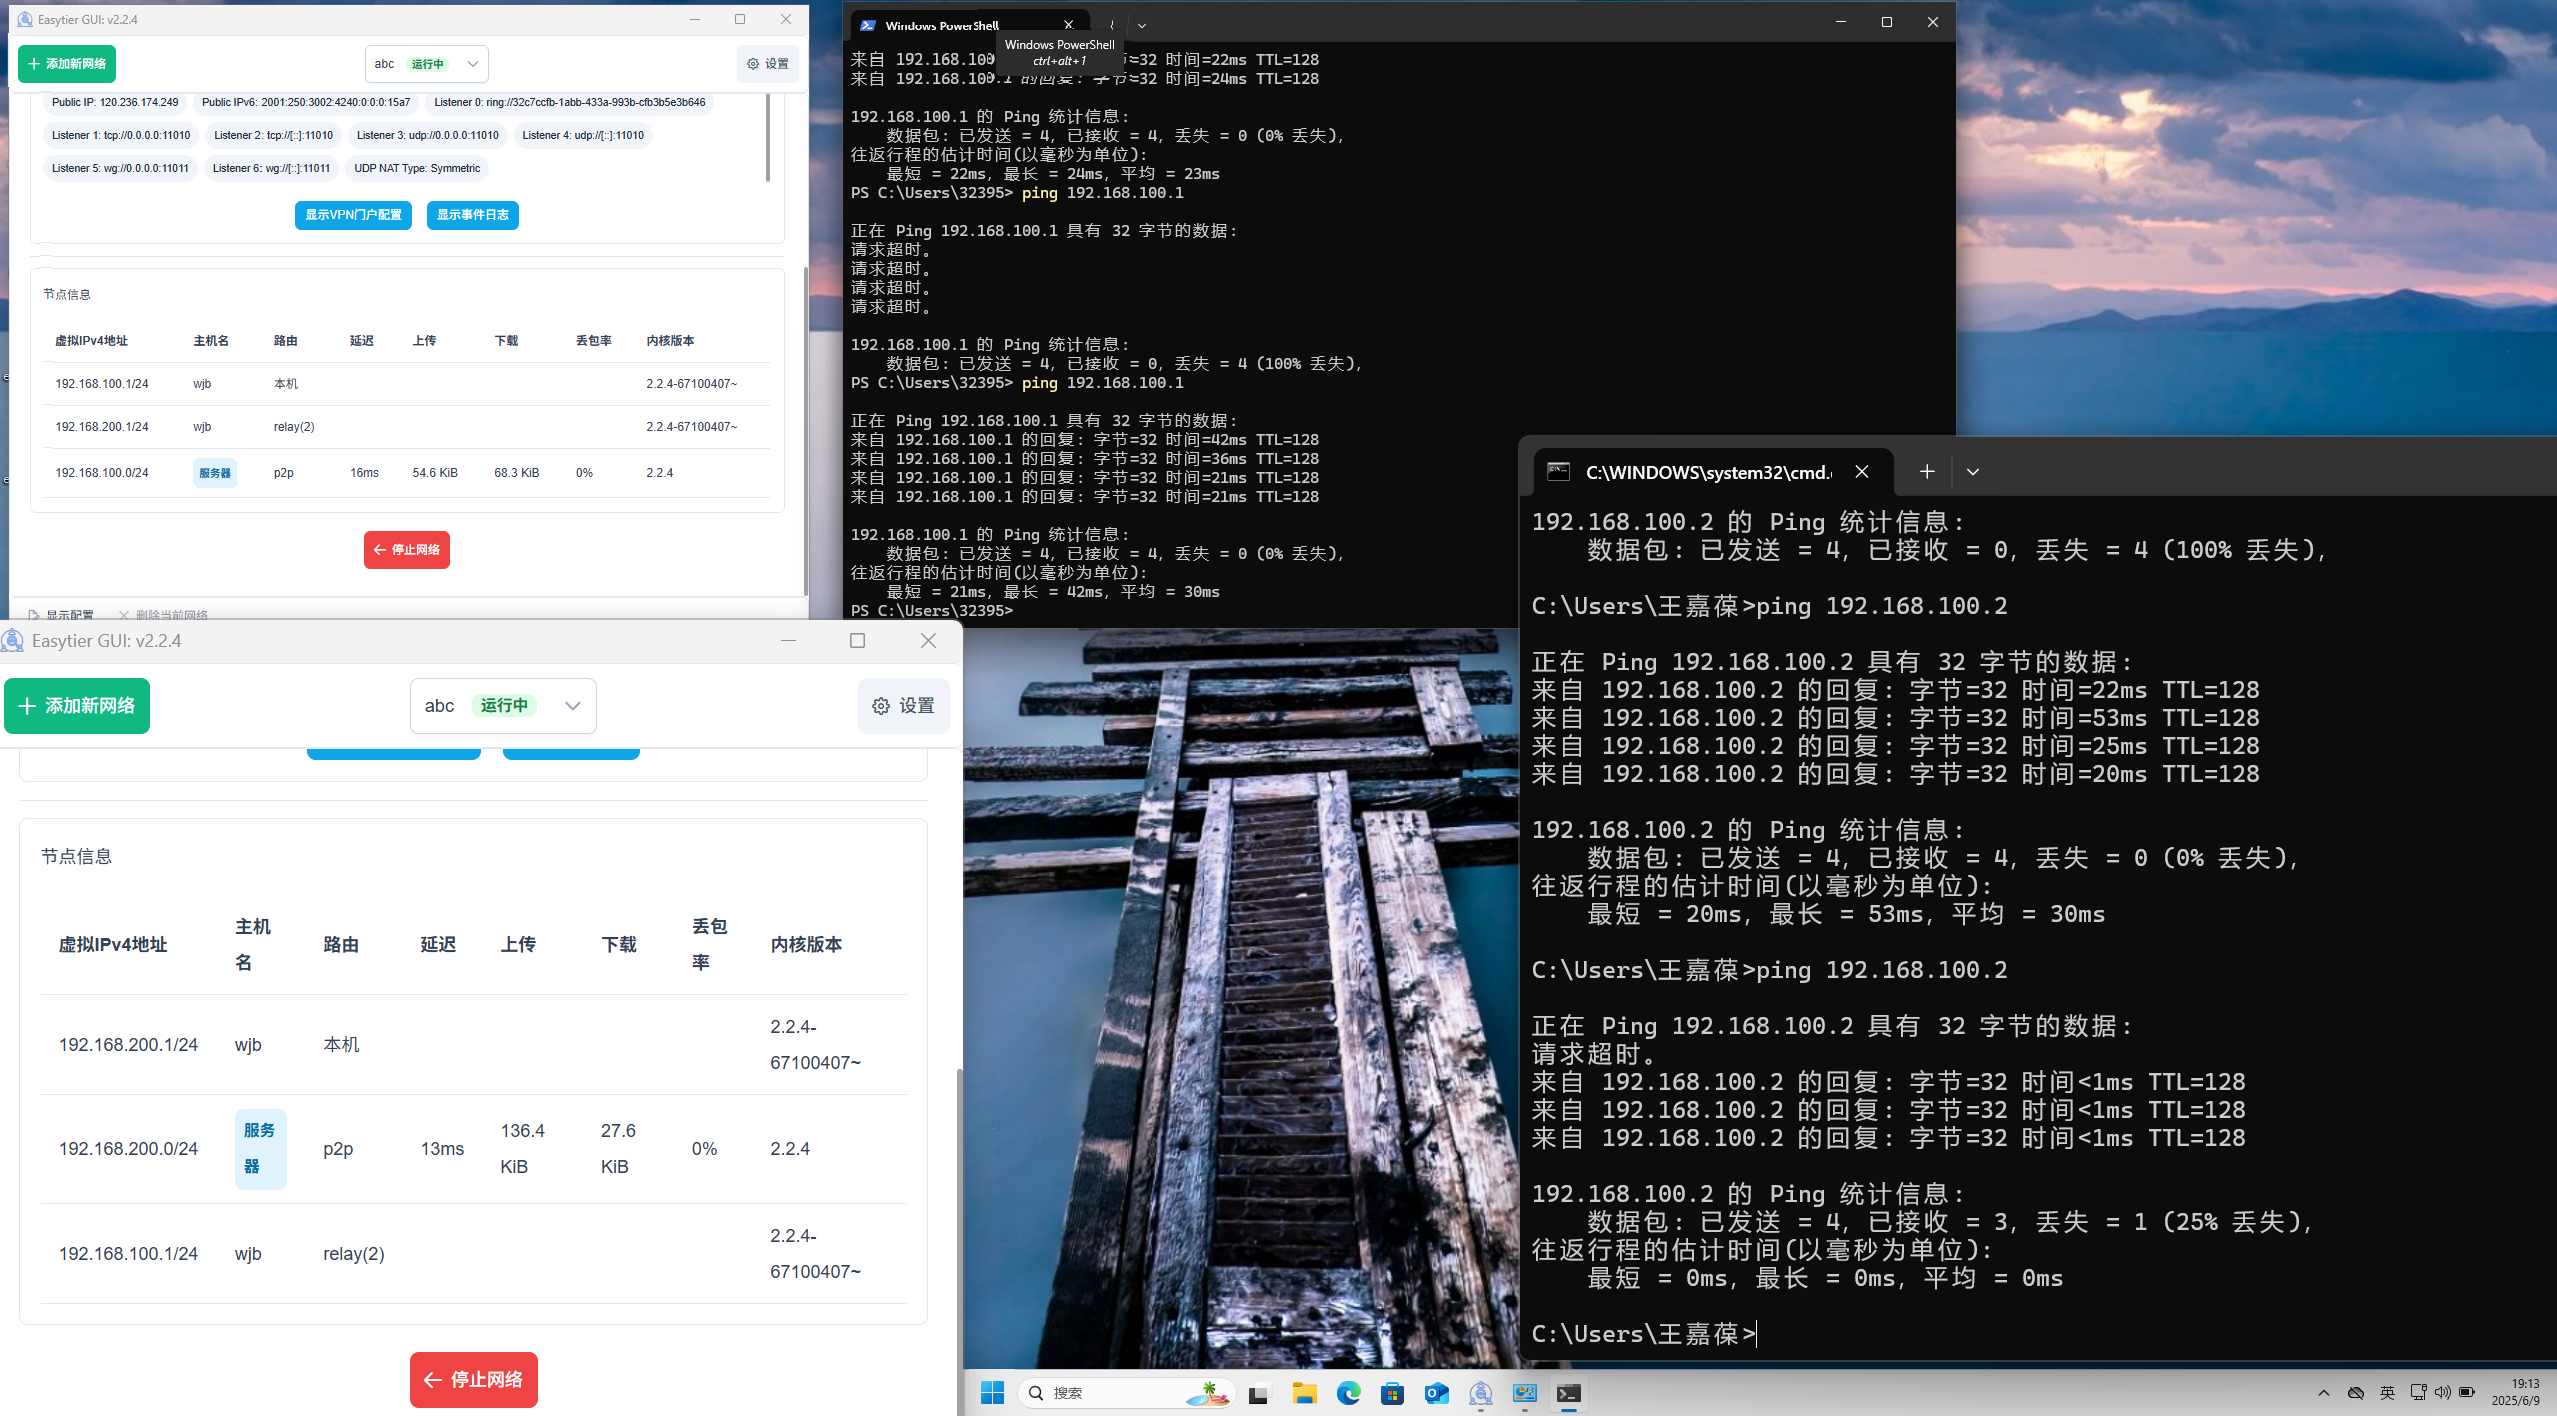 Easytier GUI: v2.2.4
添加新网络
abc 运行中
设置
Public IP: 120.236.174.249 Public IPv6: 2001:250:3002:4240:0:0:0:15a7 Listener 0: ring://32c7ccfb-1abb-433a-993b-cfb3b5e3b646
Listener 1: tcp://0.0.0.0:11010 Listener 2: tcp://[::]:11010 Listener 3: udp://0.0.0.0:11010 Listener 4: udp://[::]:11010
Listener 5: wg://0.0.0.0:11011 Listener 6: wg://[::]:11011 UDP NAT Type: Symmetric
显示VPN门户配置 显示事件日志
节点信息
虚拟IPv4地址 主机名 路由 延迟 上传 下载 丢包率 内核版本
192.168.100.1/24 wjb 本机 2.2.4-67100407~
192.168.200.1/24 wjb relay(2) 2.2.4-67100407~
192.168.100.0/24 服务器 p2p 16ms 54.6 KiB 68.3 KiB 0% 2.2.4
停止网络
显示配置 删除当前网络
Windows PowerShell
Windows PowerShell
ctrl+alt+1
来自 192.168.100 =32 时间=22ms TTL=128
来自 192.168.100.1 的回复: 字节=32 时间=24ms TTL=128
192.168.100.1 的 Ping 统计信息:
数据包: 已发送 = 4, 已接收 = 4, 丢失 = 0 (0% 丢失),
往返行程的估计时间(以毫秒为单位):
最短 = 22ms, 最长 = 24ms, 平均 = 23ms
PS C:\Users\32395> ping 192.168.100.1
正在 Ping 192.168.100.1 具有 32 字节的数据:
请求超时。
请求超时。
请求超时。
请求超时。
192.168.100.1 的 Ping 统计信息:
数据包: 已发送 = 4, 已接收 = 0, 丢失 = 4 (100% 丢失),
PS C:\Users\32395> ping 192.168.100.1
正在 Ping 192.168.100.1 具有 32 字节的数据:
来自 192.168.100.1 的回复: 字节=32 时间=42ms TTL=128
来自 192.168.100.1 的回复: 字节=32 时间=36ms TTL=128
来自 192.168.100.1 的回复: 字节=32 时间=21ms TTL=128
来自 192.168.100.1 的回复: 字节=32 时间=21ms TTL=128
192.168.100.1 的 Ping 统计信息:
数据包: 已发送 = 4, 已接收 = 4, 丢失 = 0 (0% 丢失),
往返行程的估计时间(以毫秒为单位):
最短 = 21ms, 最长 = 42ms, 平均 = 30ms
PS C:\Users\32395>
Easytier GUI: v2.2.4
添加新网络
abc 运行中
设置
节点信息
虚拟IPv4地址 主机名 路由 延迟 上传 下载 丢包率 内核版本
192.168.200.1/24 wjb 本机 2.2.4-67100407~
192.168.200.0/24 服务器 p2p 13ms 136.4 KiB 27.6 KiB 0% 2.2.4
192.168.100.1/24 wjb relay(2) 2.2.4-67100407~
停止网络
C:\WINDOWS\system32\cmd.
192.168.100.2 的 Ping 统计信息:
数据包: 已发送 = 4, 已接收 = 0, 丢失 = 4 (100% 丢失),
C:\Users\王嘉葆>ping 192.168.100.2
正在 Ping 192.168.100.2 具有 32 字节的数据:
来自 192.168.100.2 的回复: 字节=32 时间=22ms TTL=128
来自 192.168.100.2 的回复: 字节=32 时间=53ms TTL=128
来自 192.168.100.2 的回复: 字节=32 时间=25ms TTL=128
来自 192.168.100.2 的回复: 字节=32 时间=20ms TTL=128
192.168.100.2 的 Ping 统计信息:
数据包: 已发送 = 4, 已接收 = 4, 丢失 = 0 (0% 丢失),
往返行程的估计时间(以毫秒为单位):
最短 = 20ms, 最长 = 53ms, 平均 = 30ms
C:\Users\王嘉葆>ping 192.168.100.2
正在 Ping 192.168.100.2 具有 32 字节的数据:
请求超时。
来自 192.168.100.2 的回复: 字节=32 时间<1ms TTL=128
来自 192.168.100.2 的回复: 字节=32 时间<1ms TTL=128
来自 192.168.100.2 的回复: 字节=32 时间<1ms TTL=128
192.168.100.2 的 Ping 统计信息:
数据包: 已发送 = 4, 已接收 = 3, 丢失 = 1 (25% 丢失),
往返行程的估计时间(以毫秒为单位):
最短 = 0ms, 最长 = 0ms, 平均 = 0ms
C:\Users\王嘉葆>
搜索
英
19:13
2025/6/9